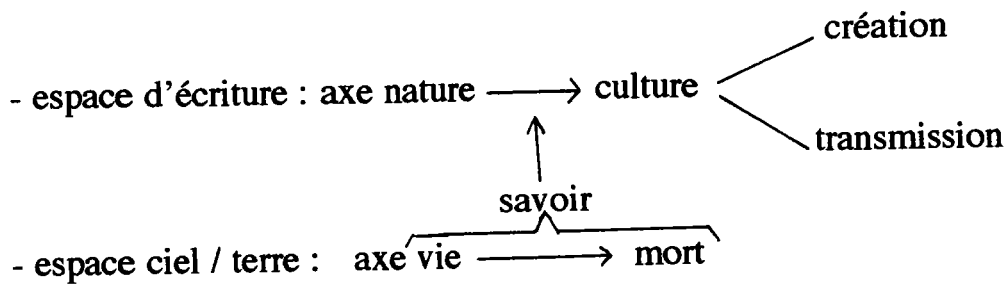 création
- espace d'écriture : axe nature ⟶ culture
transmission
savoir
- espace ciel / terre : axe vie ⟶ mort